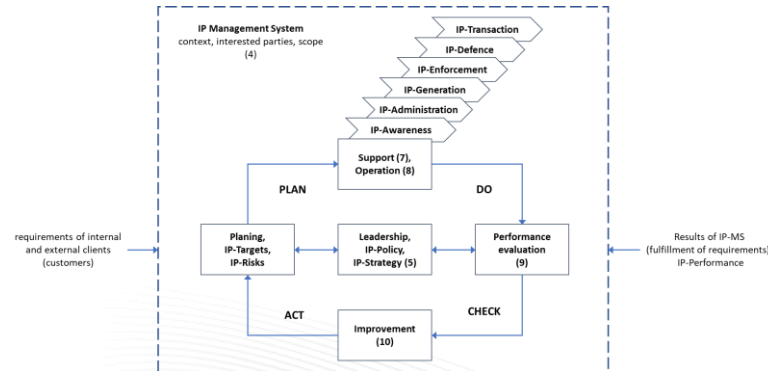 IP Management System
context, interested parties, scope
(4)
IP-Transaction
IP-Defence
IP-Enforcement
IP-Generation
IP-Administration
IP-Awareness
Support (7),
Operation (8)
PLAN
DO
requirements of internal
and external clients
(customers)
Planing,
IP-Targets,
IP-Risks
Leadership,
IP-Policy,
IP-Strategy (5)
Performance
evaluation
(9)
Results of IP-MS
(fulfillment of requirements)
IP-Performance
ACT
CHECK
Improvement
(10)